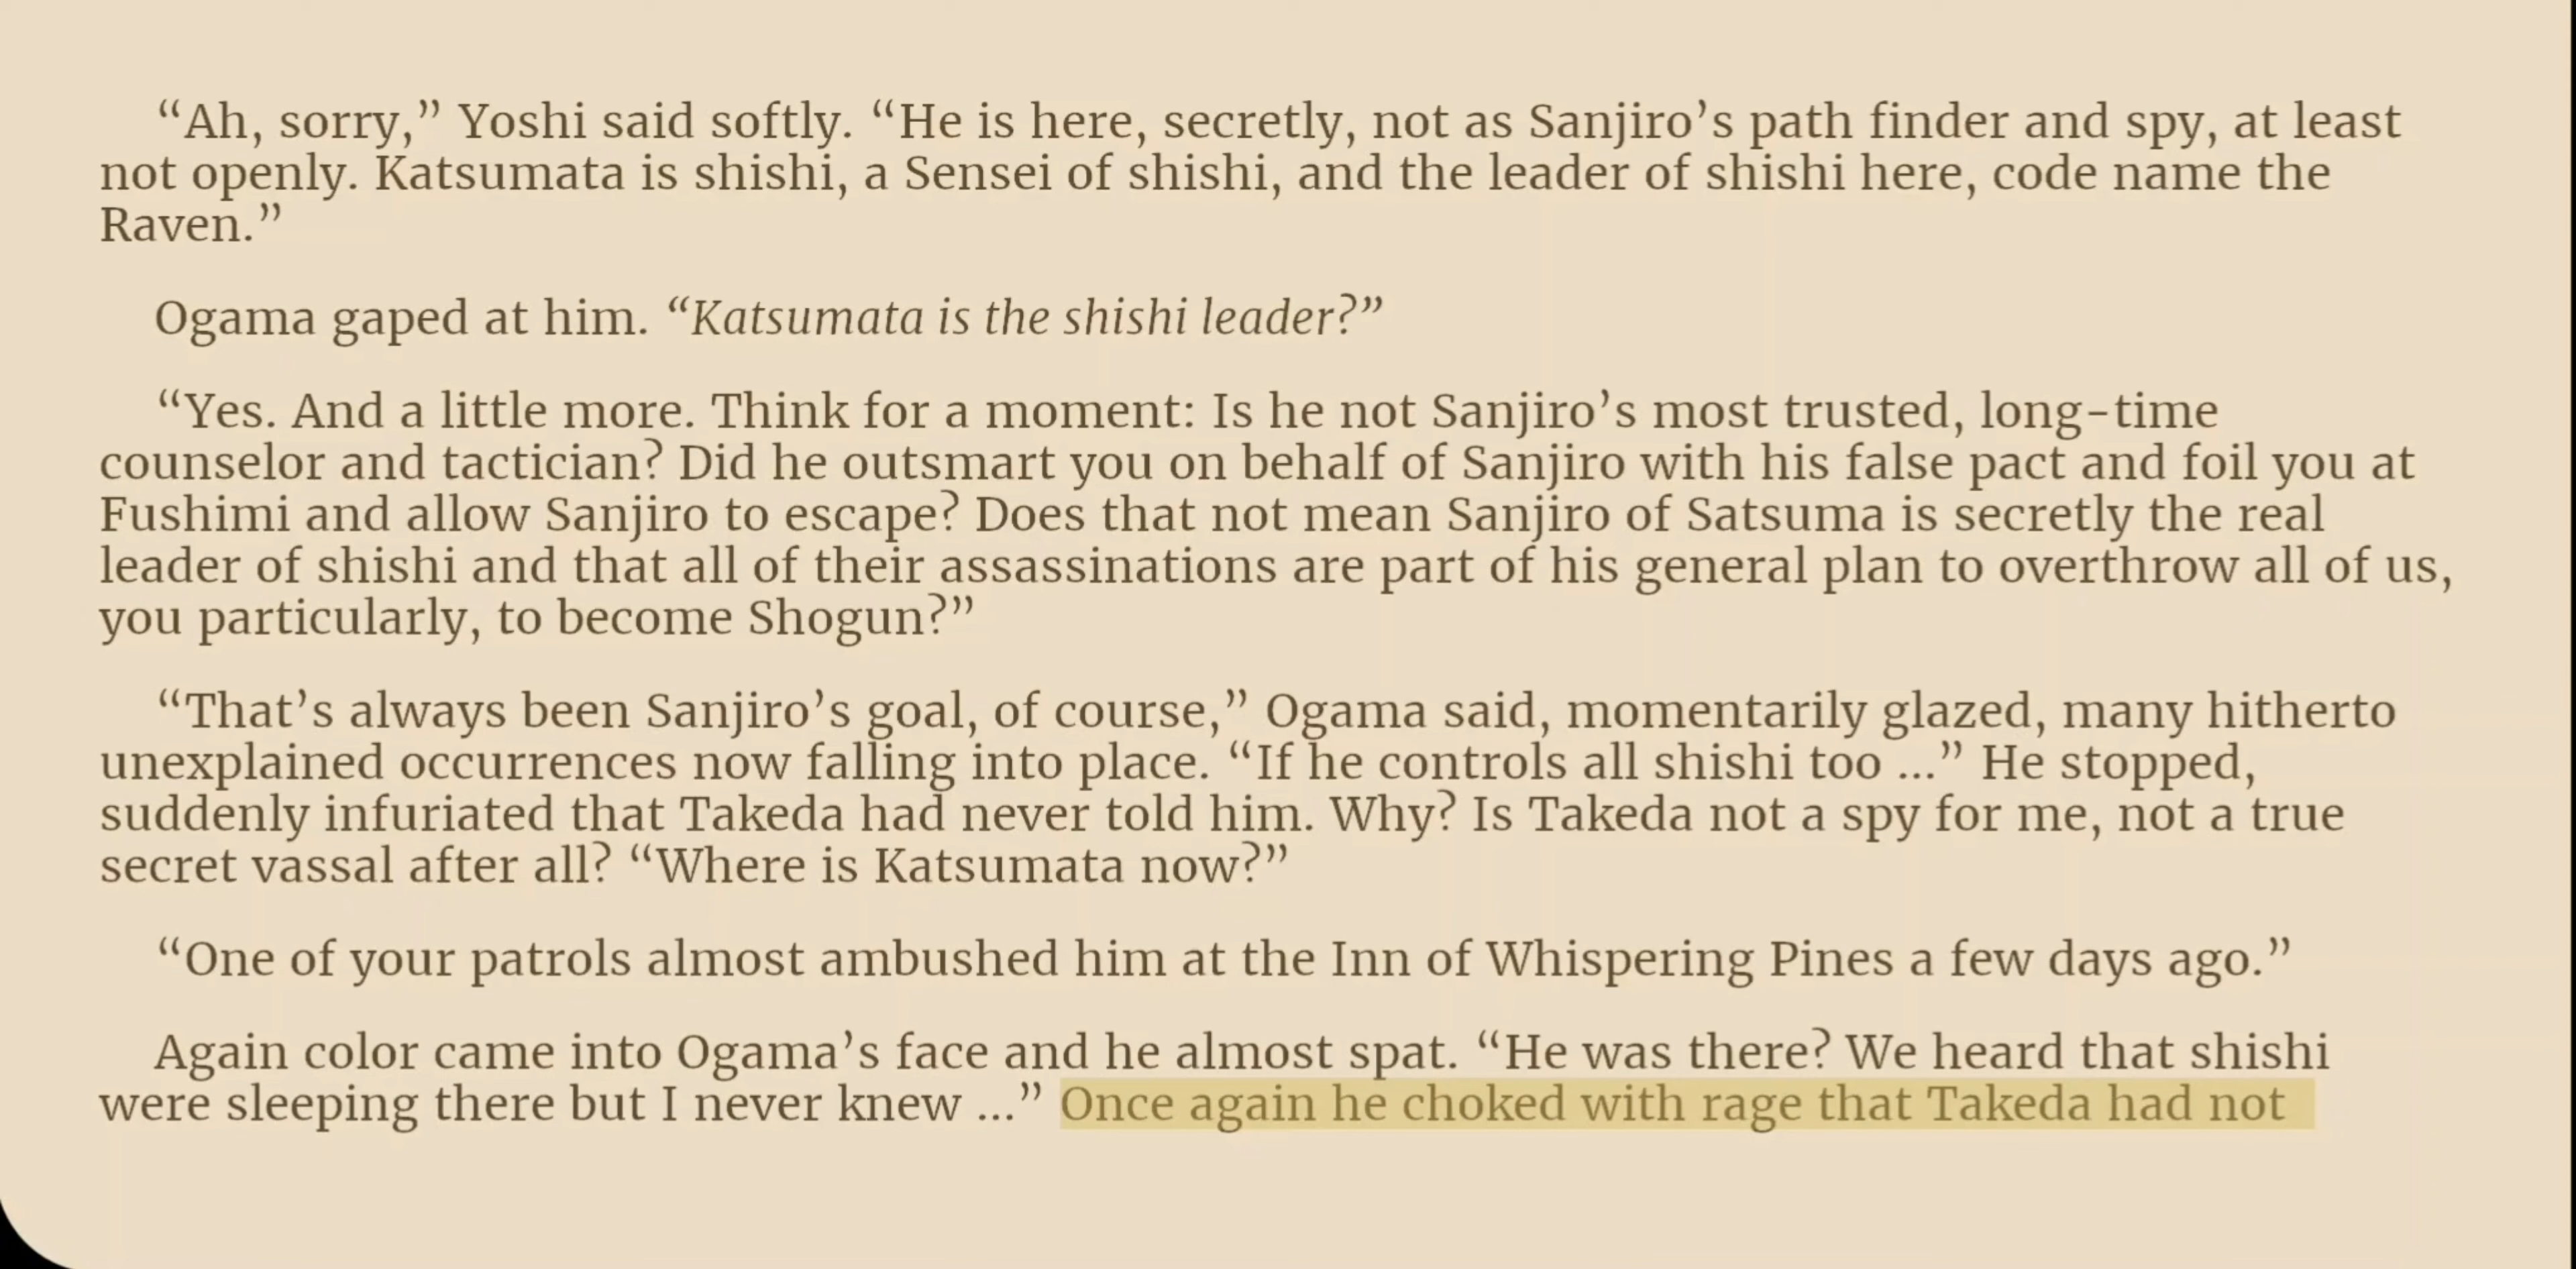 “Ah, sorry,” Yoshi said softly. “He is here, secretly, not as Sanjiro’s path finder and spy, at least
not openly. Katsumata is shishi, a Sensei of shishi, and the leader of shishi here, code name the
Raven.”
Ogama gaped at him. “Katsumata is the shishi leader?”
“Yes. And a little more. Think for a moment: Is he not Sanjiro’s most trusted, long-time
counselor and tactician? Did he outsmart you on behalf of Sanjiro with his false pact and foil you at
Fushimi and allow Sanjiro to escape? Does that not mean Sanjiro of Satsuma is secretly the real
leader of shishi and that all of their assassinations are part of his general plan to overthrow all of us,
you particularly, to become Shogun?”
“That’s always been Sanjiro’s goal, of course,” Ogama said, momentarily glazed, many hitherto
unexplained occurrences now falling into place. “If he controls all shishi too ...” He stopped,
suddenly infuriated that Takeda had never told him. Why? Is Takeda not a spy for me, not a true
secret vassal after all? “Where is Katsumata now?”
“One of your patrols almost ambushed him at the Inn of Whispering Pines a few days ago.”
Again color came into Ogama’s face and he almost spat. “He was there? We heard that shishi
were sleeping there but I never knew ...” Once again he choked with rage that Takeda had not